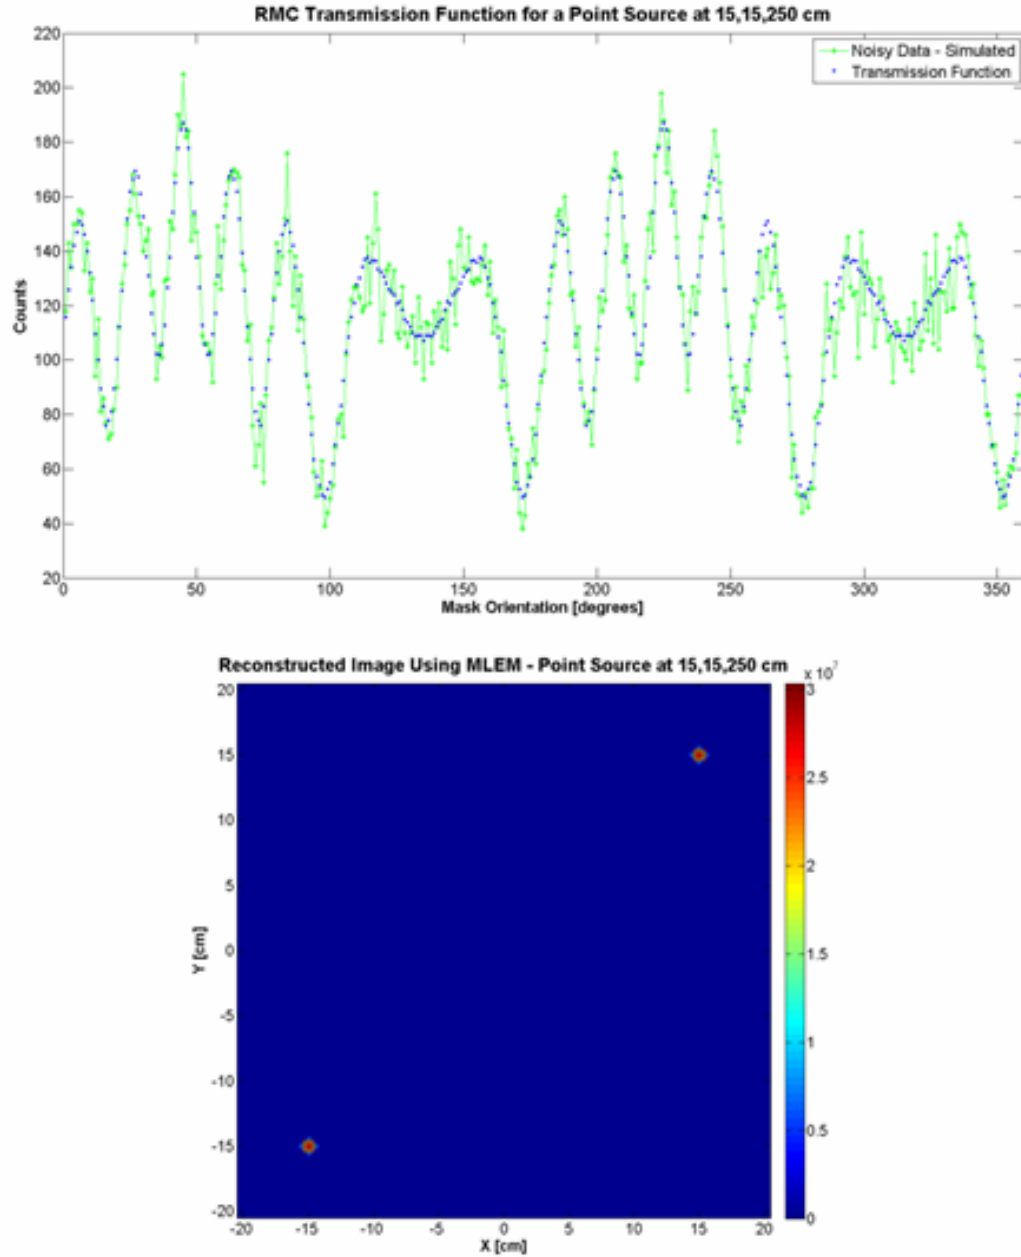 RMC Transmission Function for a Point Source at 15,15,250 cm
220
200
180
160
140
120
100
80
60
40
20
Counts
Noisy Data - Simulated
Transmission Function
0 50 100 150 200 250 300 350
Mask Orientation [degrees]
Reconstructed Image Using MLEM - Point Source at 15,15,250 cm
x 10^7
20
15
10
5
0
-5
-10
-15
-20
Y [cm]
3
2.5
2
1.5
1
0.5
0
-20 -15 -10 -5 0 5 10 15 20
X [cm]